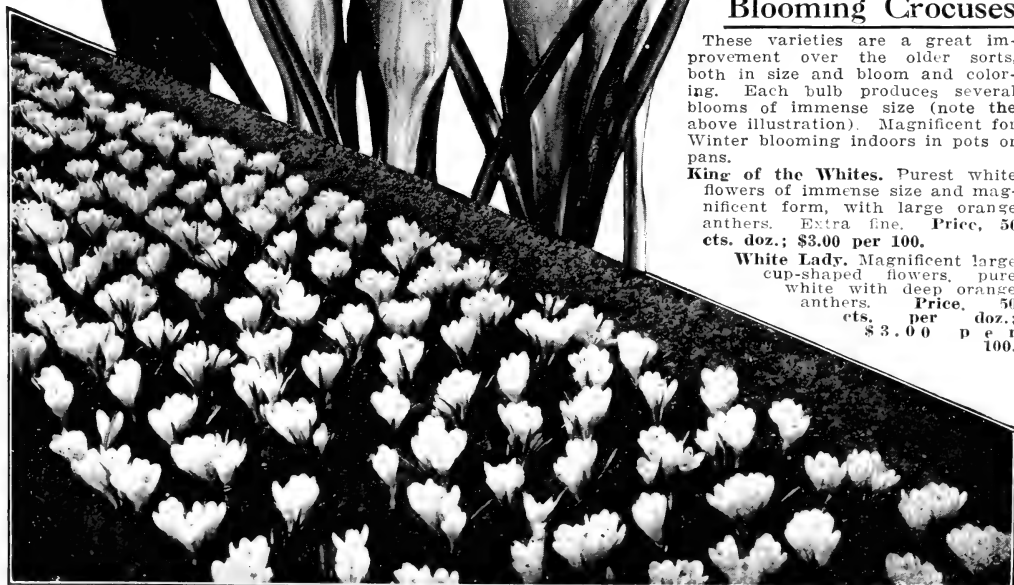 Blooming Crocuses
These varieties are a great im-
provement over the older sorts,
both in size and bloom and color-
ing. Each bulb produces several
blooms of immense size (note the
above illustration). Magnificent for
Winter blooming indoors in pots or
pans.
King of the Whites. Purest white
flowers of immense size and mag-
nificent form, with large orange
anthers. Extra fine. Price, 50
cts. doz.; $3.00 per 100.
White Lady. Magnificent large
cup-shaped flowers, pure
white with deep orange
anthers. Price, 50
cts. per doz.;
$3.00 per
100.